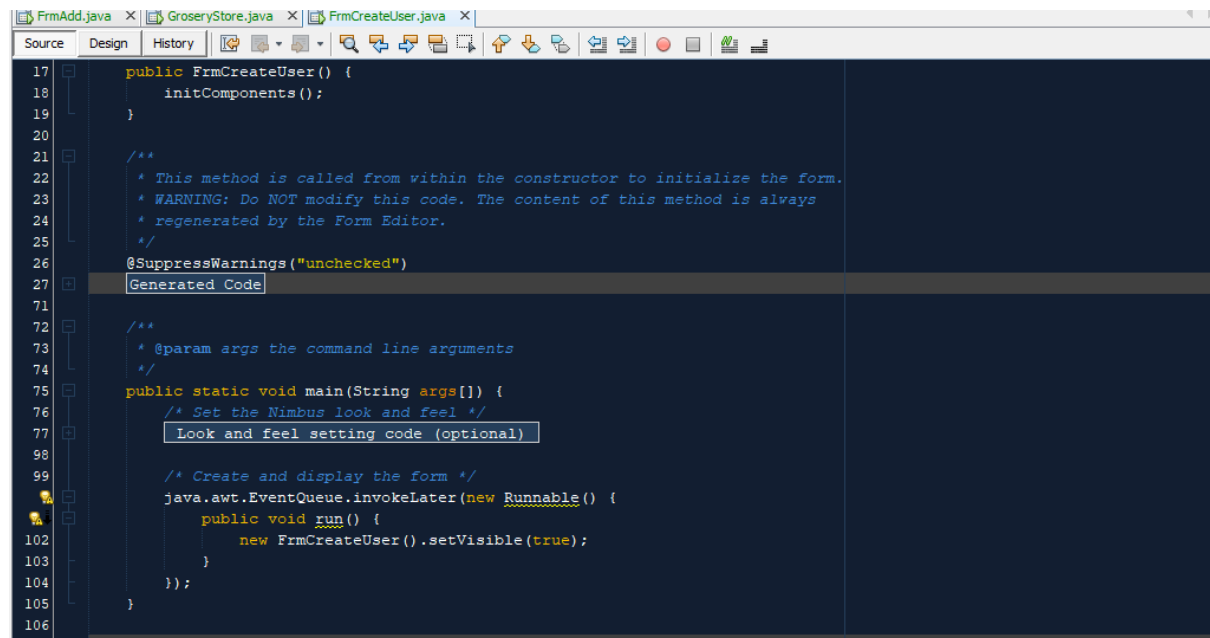 FrmAdd.java GroseryStore.java FrmCreateUser.java
Source Design History
17 public FrmCreateUser() {
18 initComponents();
19 }
20
21 /**
22 * This method is called from within the constructor to initialize the form.
23 * WARNING: Do NOT modify this code. The content of this method is always
24 * regenerated by the Form Editor.
25 */
26 @SuppressWarnings("unchecked")
27 Generated Code
71
72 /**
73 * @param args the command line arguments
74 */
75 public static void main(String args[]) {
76 /* Set the Nimbus look and feel */
77 Look and feel setting code (optional)
98
99 /* Create and display the form */
java.awt.EventQueue.invokeLater(new Runnable() {
public void run() {
102 new FrmCreateUser().setVisible(true);
103 }
104 });
105 }
106